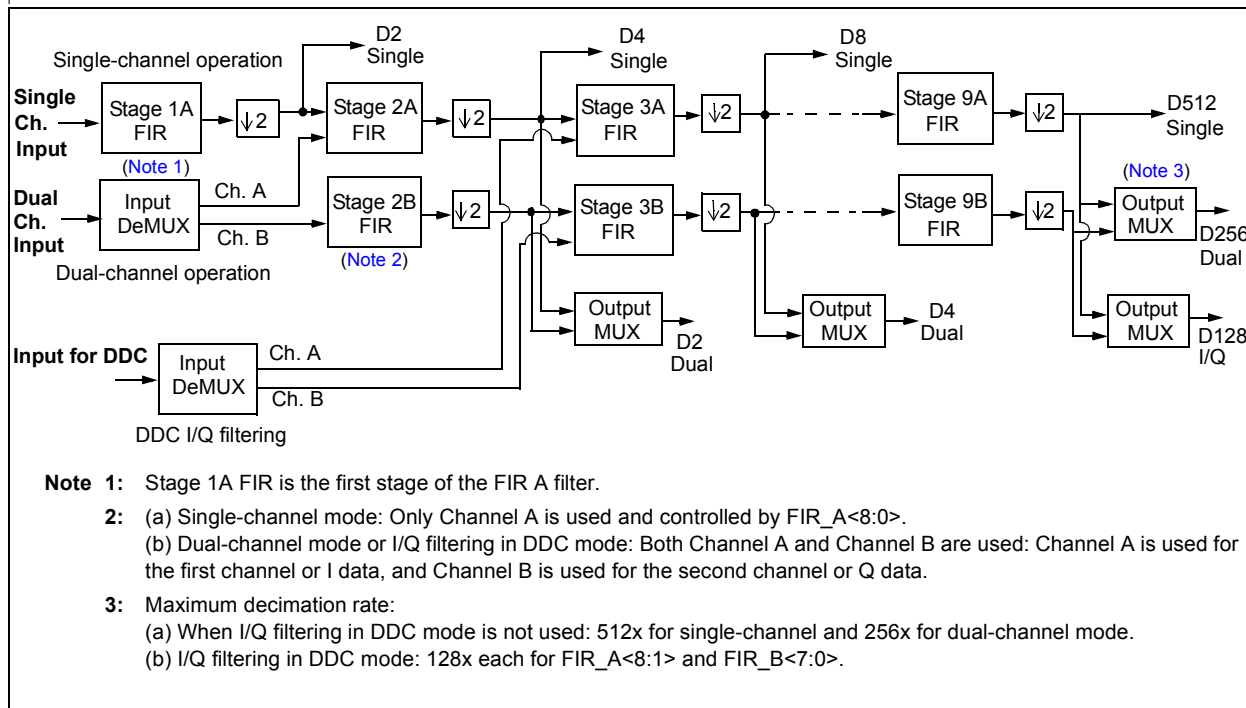 Single-channel operation
D2
Single
D4
Single
D8
Single
Single
Ch.
Input
Stage 1A
FIR
↓2
Stage 2A
FIR
↓2
Stage 3A
FIR
↓2
Stage 9A
FIR
↓2
D512
Single
(Note 1)
(Note 3)
Dual
Ch.
Input
Input
DeMUX
Ch. A
Ch. B
Stage 2B
FIR
↓2
Stage 3B
FIR
↓2
Stage 9B
FIR
↓2
Output
MUX
D256
Dual
(Note 2)
Dual-channel operation
Output
MUX
D2
Dual
Output
MUX
D4
Dual
Output
MUX
D128
I/Q
Input for DDC
Input
DeMUX
Ch. A
Ch. B
DDC I/Q filtering
Note 1: Stage 1A FIR is the first stage of the FIR A filter.
2: (a) Single-channel mode: Only Channel A is used and controlled by FIR_A<8:0>.
(b) Dual-channel mode or I/Q filtering in DDC mode: Both Channel A and Channel B are used: Channel A is used for
the first channel or I data, and Channel B is used for the second channel or Q data.
3: Maximum decimation rate:
(a) When I/Q filtering in DDC mode is not used: 512x for single-channel and 256x for dual-channel mode.
(b) I/Q filtering in DDC mode: 128x each for FIR_A<8:1> and FIR_B<7:0>.